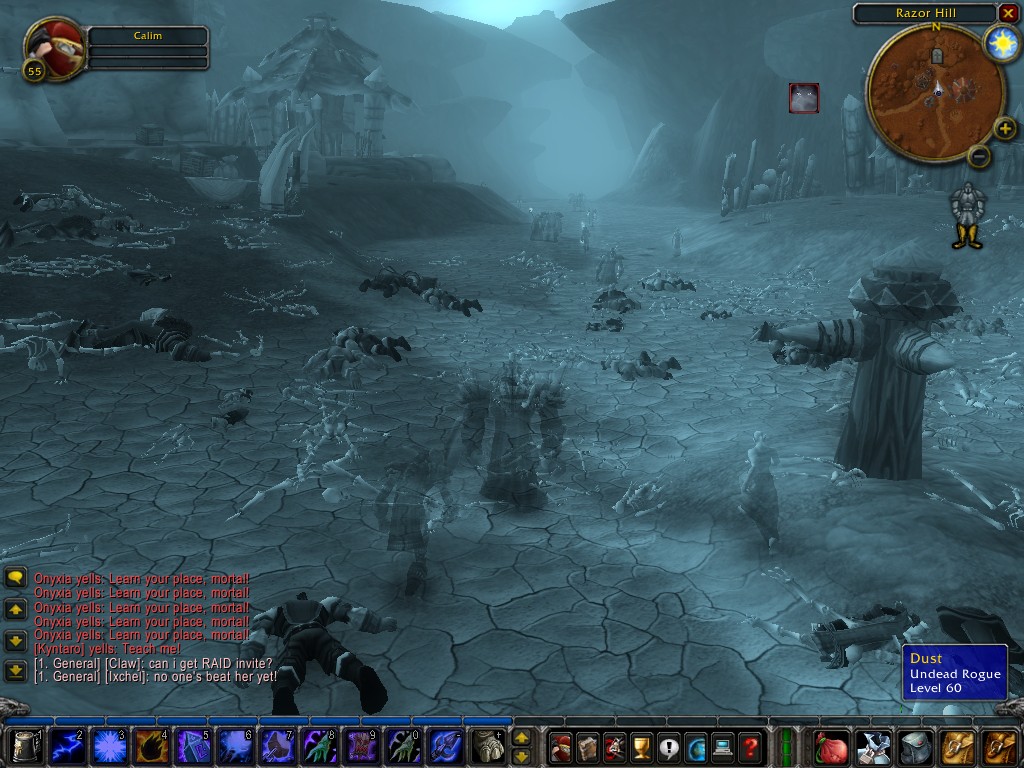 Calim
55
Razor Hill
N
Onyxia yells: Learn your place, mortal!
Onyxia yells: Learn your place, mortal!
Onyxia yells: Learn your place, mortal!
Onyxia yells: Learn your place, mortal!
Onyxia yells: Learn your place, mortal!
[Kyntaro] yells: Teach me!
[1. General] [Claw]: can i get RAID invite?
[1. General] [Ixchel]: no one's beat her yet!
Dust
Undead Rogue
Level 60
1 2 3 4 5 6 7 8 9 0 - t